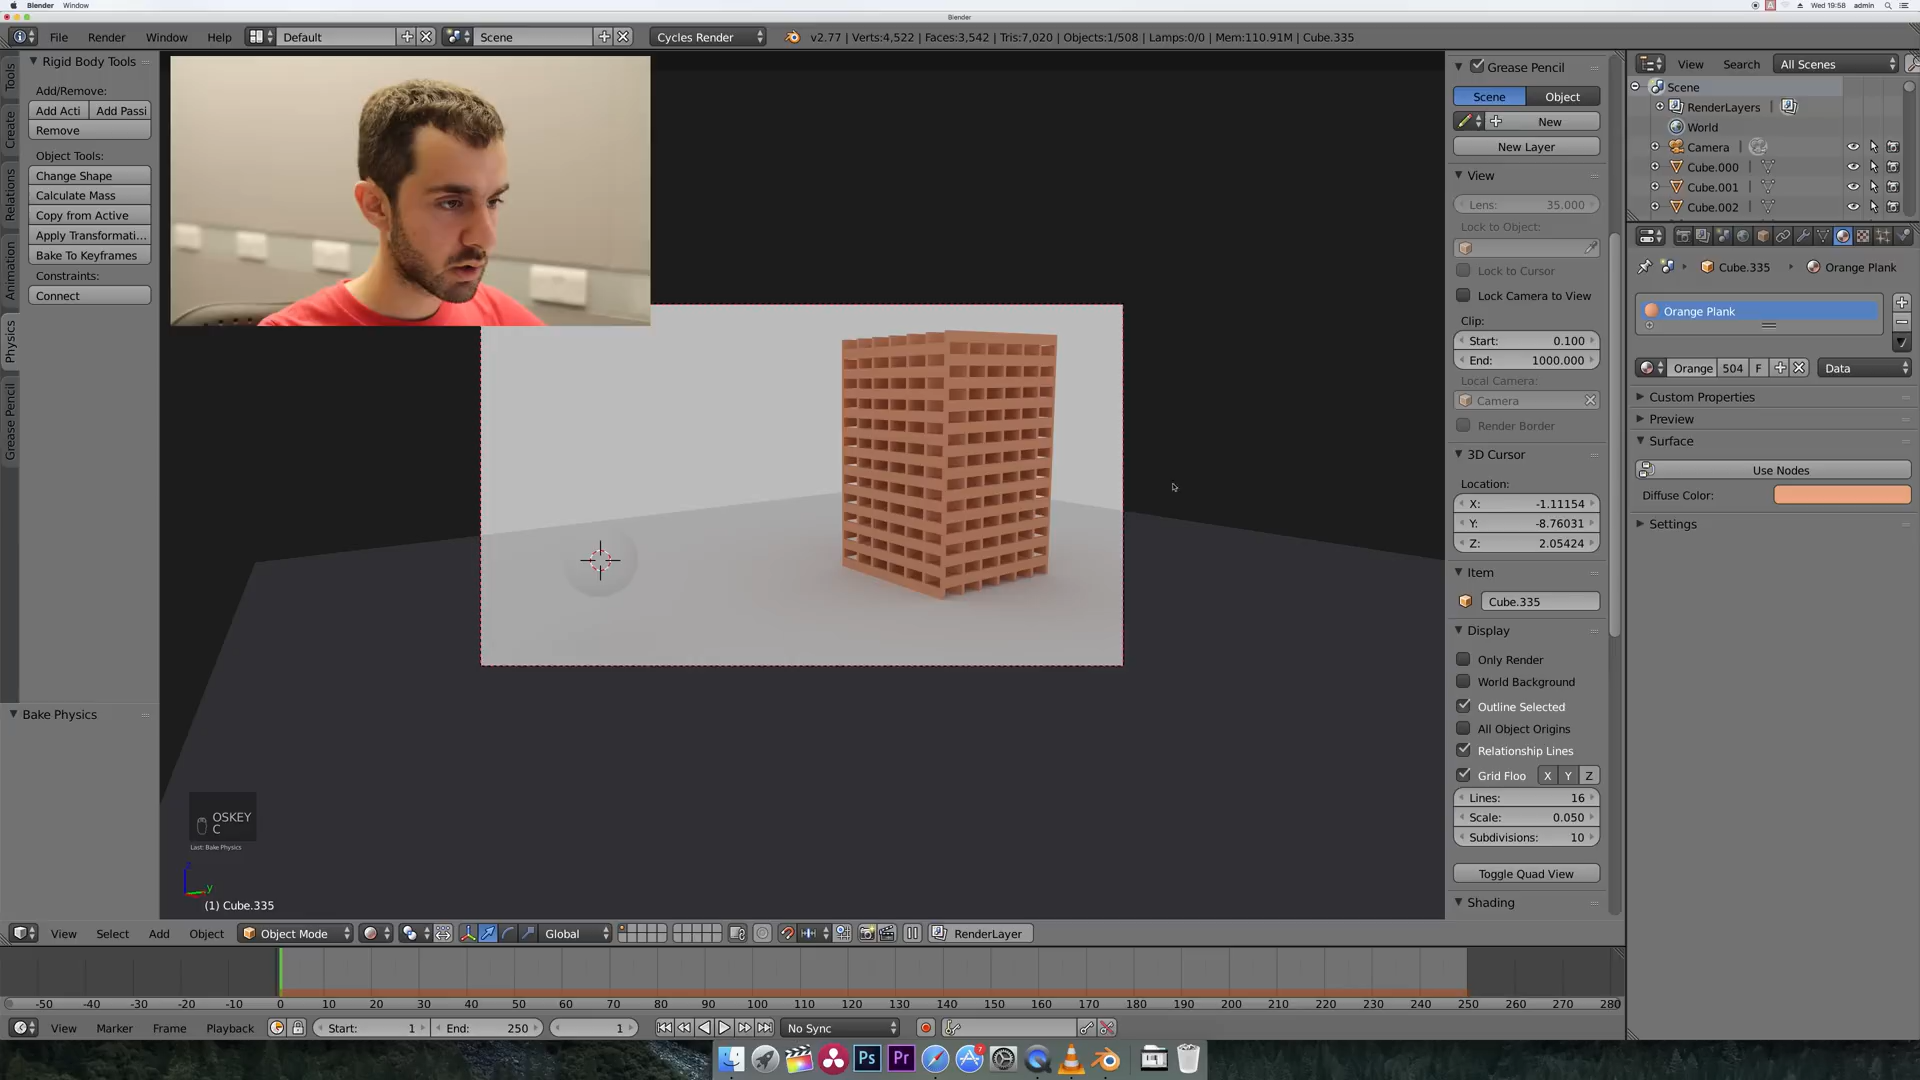 Blender Window
Wed 19:58 admin
Blender
File Render Window Help Default Scene Cycles Render v2.77 | Verts:4,522 | Faces:3,542 | Tris:7,020 | Objects:1/508 | Lamps:0/0 | Mem:110.91M | Cube.335
Tools
Create
Relations
Animation
Physics
Grease Pencil
Rigid Body Tools
Add/Remove:
Add Acti Add Passi
Remove
Object Tools:
Change Shape
Calculate Mass
Copy from Active
Apply Transformati...
Bake To Keyframes
Constraints:
Connect
Bake Physics
OSKEY
C
Last: Bake Physics
z
y
(1) Cube.335
Grease Pencil
Scene Object
New
New Layer
View
Lens: 35.000
Lock to Object:
Lock to Cursor
Lock Camera to View
Clip:
Start: 0.100
End: 1000.000
Local Camera:
Camera
Render Border
3D Cursor
Location:
X: -1.11154
Y: -8.76031
Z: 2.05424
Item
Cube.335
Display
Only Render
World Background
Outline Selected
All Object Origins
Relationship Lines
Grid Floo X Y Z
Lines: 16
Scale: 0.050
Subdivisions: 10
Toggle Quad View
Shading
View Search All Scenes
Scene
RenderLayers
World
Camera
Cube.000
Cube.001
Cube.002
Cube.335 Orange Plank
Orange Plank
Orange 504 F Data
Custom Properties
Preview
Surface
Use Nodes
Diffuse Color:
Settings
View Select Add Object Object Mode Global RenderLayer
-50 -40 -30 -20 -10 0 10 20 30 40 50 60 70 80 90 100 110 120 130 140 150 160 170 180 190 200 210 220 230 240 250 260 270 280
View Marker Frame Playback Start: 1 End: 250 1 No Sync
Ps Pr 7